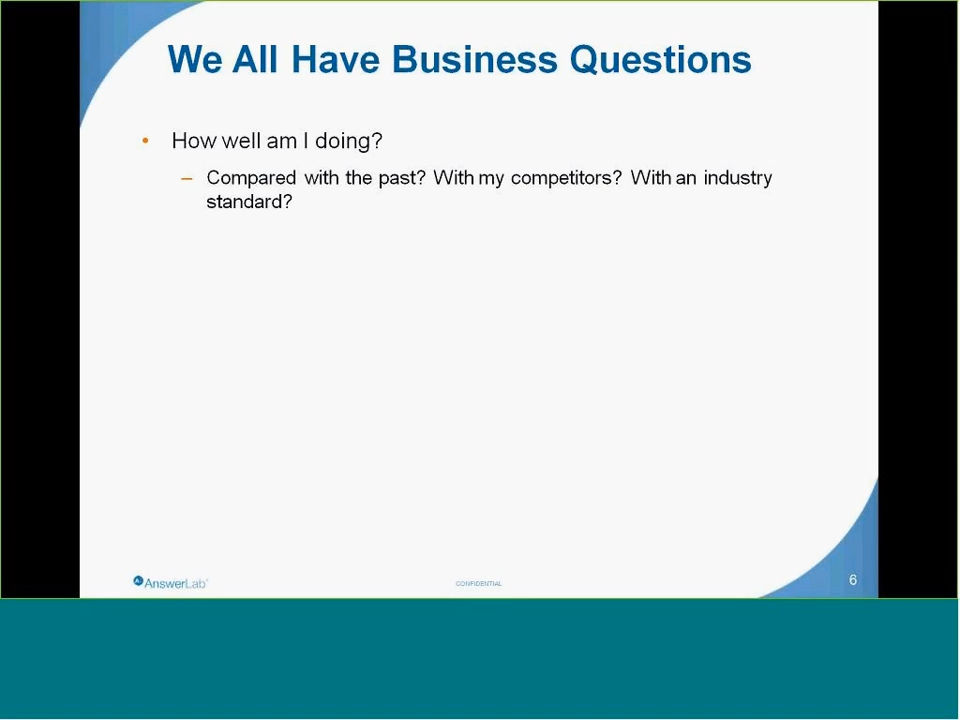 We All Have Business Questions
• How well am I doing?
– Compared with the past? With my competitors? With an industry
standard?
AnswerLab
CONFIDENTIAL
6